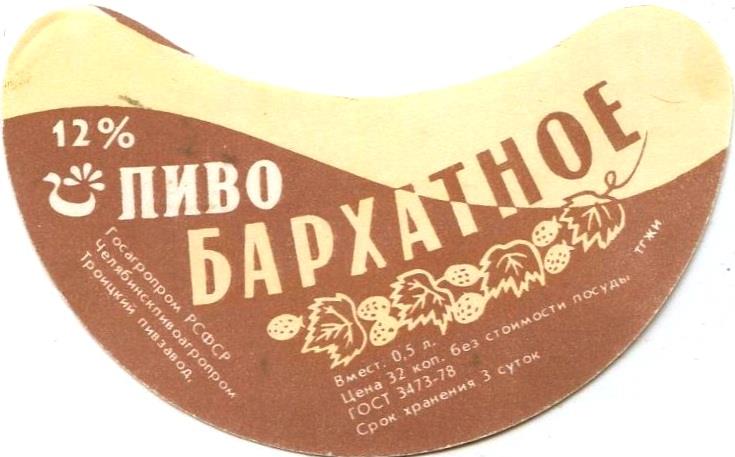 12%
ПИВО
БАРХАТНОЕ
Госагропром РСФСР
Челябинскпивоагропром
Троицкий пивзавод.
Вмест. 0,5 л.
Цена 32 коп. без стоимости посуды
ГОСТ 3473-78
Срок хранения 3 суток
ТГЖИ